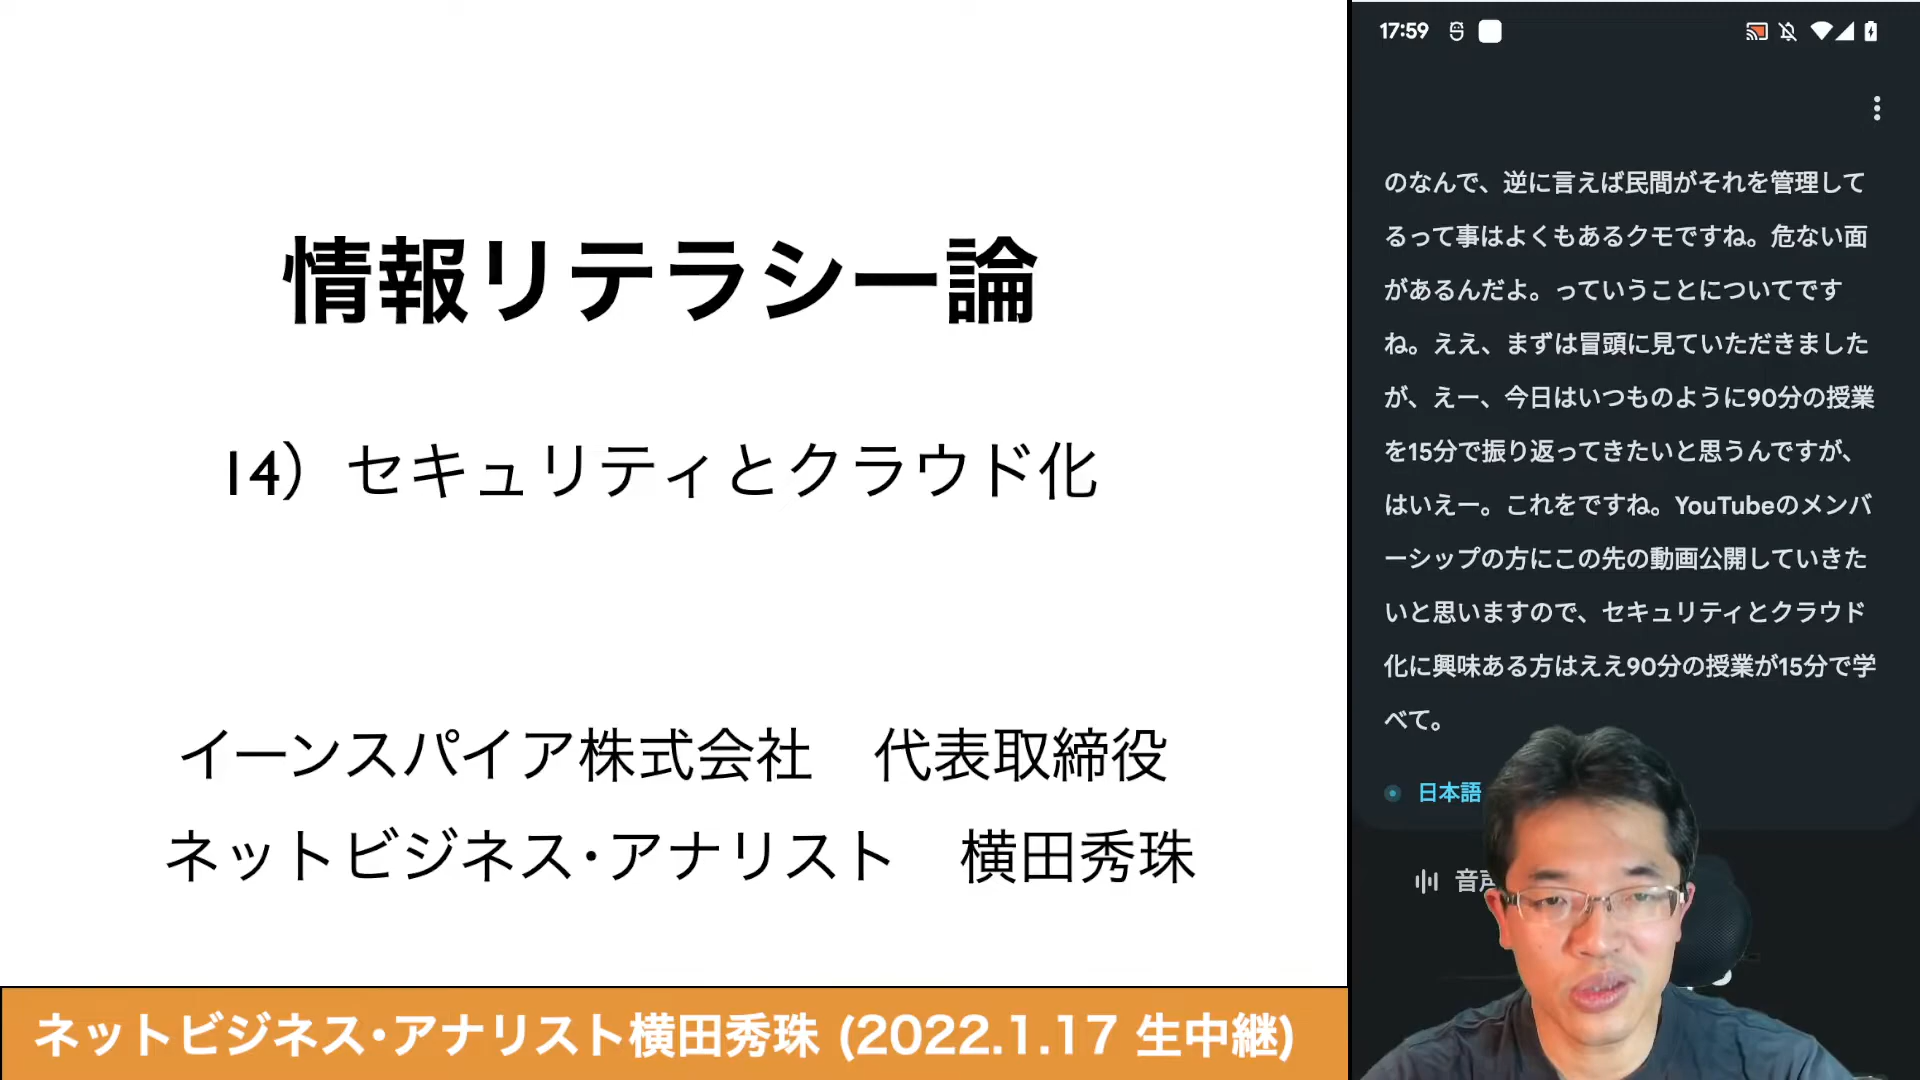 情報リテラシー論
14）セキュリティとクラウド化
イーンスパイア株式会社　代表取締役
ネットビジネス・アナリスト　横田秀珠
ネットビジネス・アナリスト横田秀珠 (2022.1.17 生中継)
17:59
のなんで、逆に言えば民間がそれを管理して
るって事はよくもあるクモですね。危ない面
があるんだよ。っていうことについてです
ね。ええ、まずは冒頭に見ていただきました
が、えー、今日はいつものように90分の授業
を15分で振り返ってきたいと思うんですが、
はいえー。これをですね。YouTubeのメンバ
ーシップの方にこの先の動画公開していきた
いと思いますので、セキュリティとクラウド
化に興味ある方はええ90分の授業が15分で学
べて。
日本語
音声